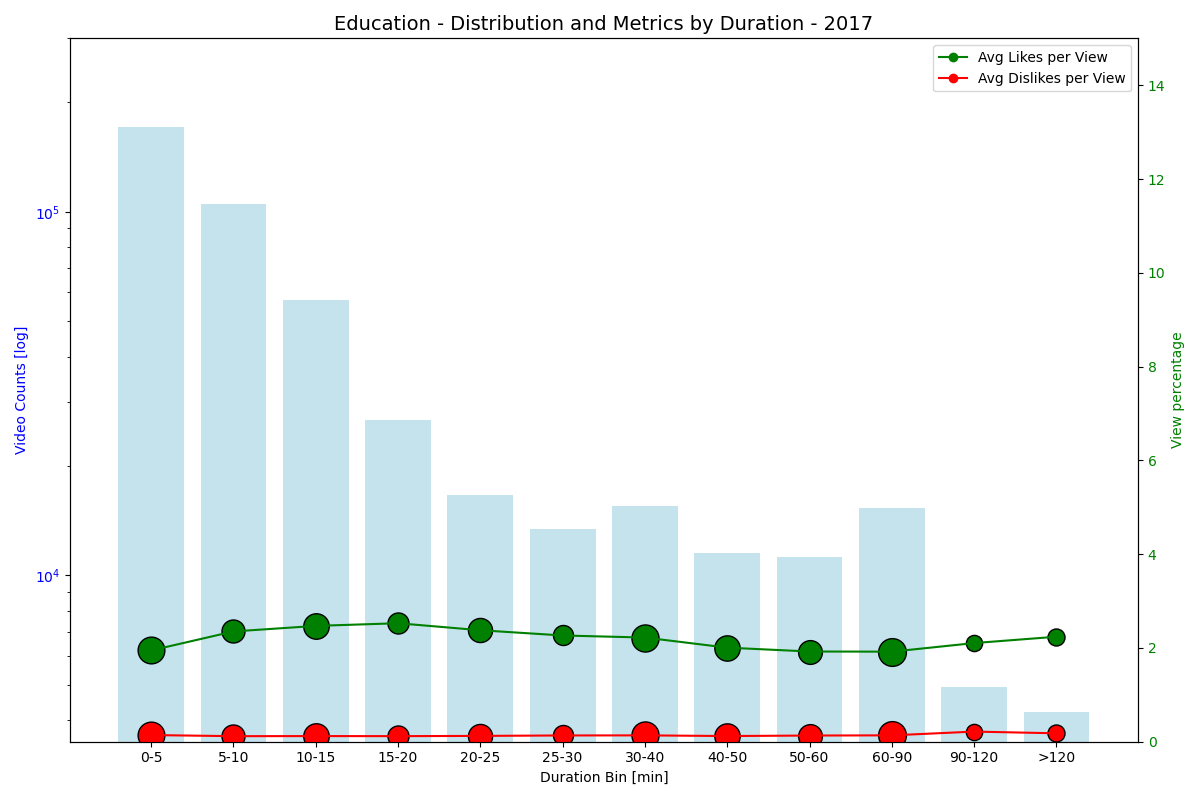 Education - Distribution and Metrics by Duration - 2017
Avg Likes per View
Avg Dislikes per View
Video Counts [log]
10^5
10^4
View percentage
14
12
10
8
6
4
2
0
0-5 5-10 10-15 15-20 20-25 25-30 30-40 40-50 50-60 60-90 90-120 >120
Duration Bin [min]